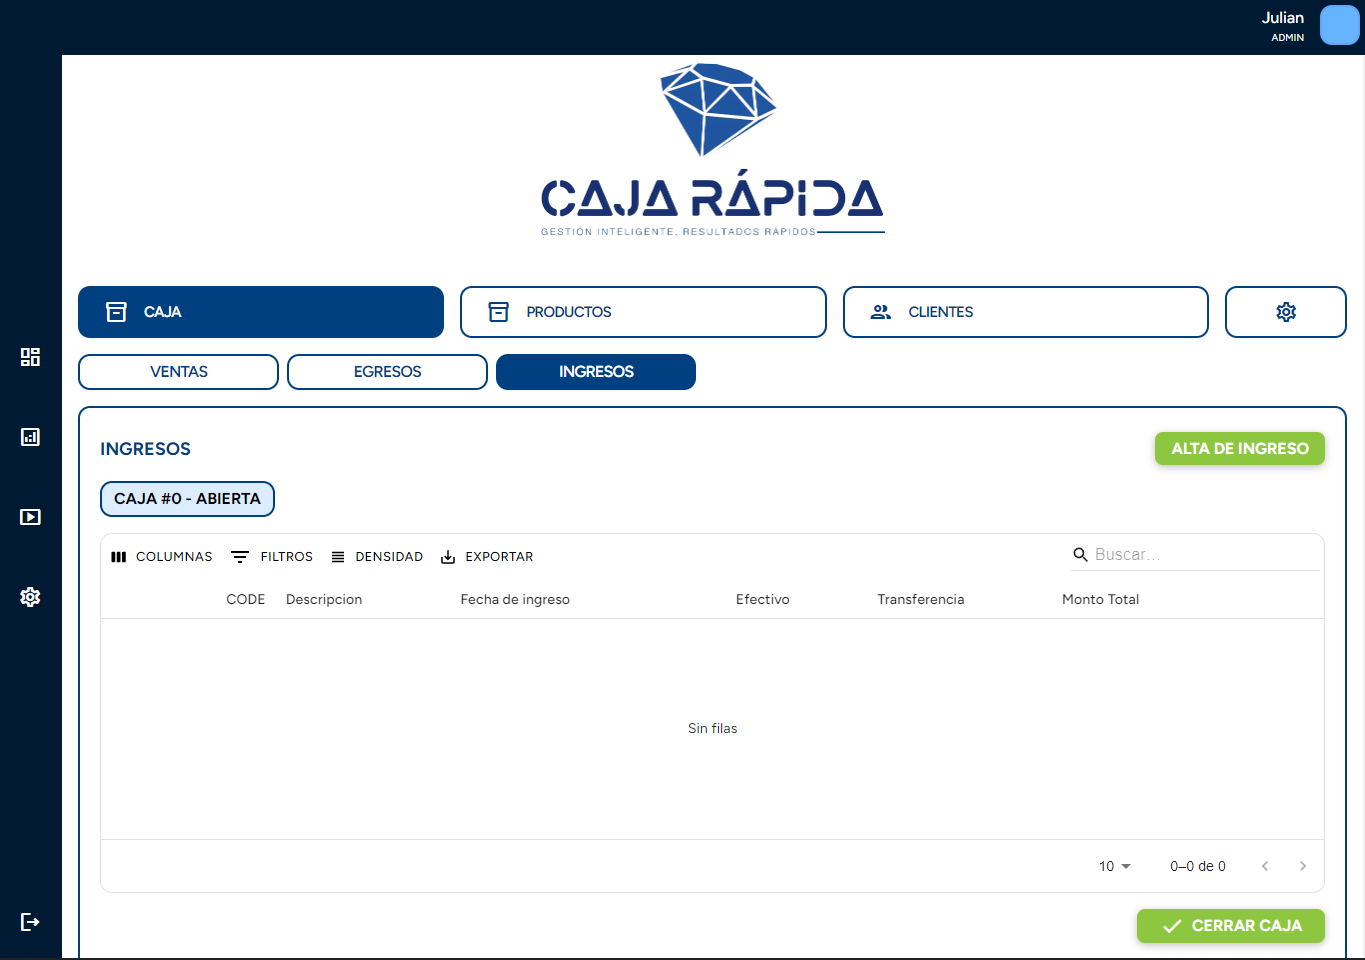 Julian
ADMIN
CAJA RÁPIDA
GESTIÓN INTELIGENTE, RESULTADOS RÁPIDOS
CAJA
PRODUCTOS
CLIENTES
VENTAS
EGRESOS
INGRESOS
INGRESOS
ALTA DE INGRESO
CAJA #0 - ABIERTA
COLUMNAS
FILTROS
DENSIDAD
EXPORTAR
Buscar...
CODE
Descripcion
Fecha de ingreso
Efectivo
Transferencia
Monto Total
Sin filas
10
0–0 de 0
CERRAR CAJA